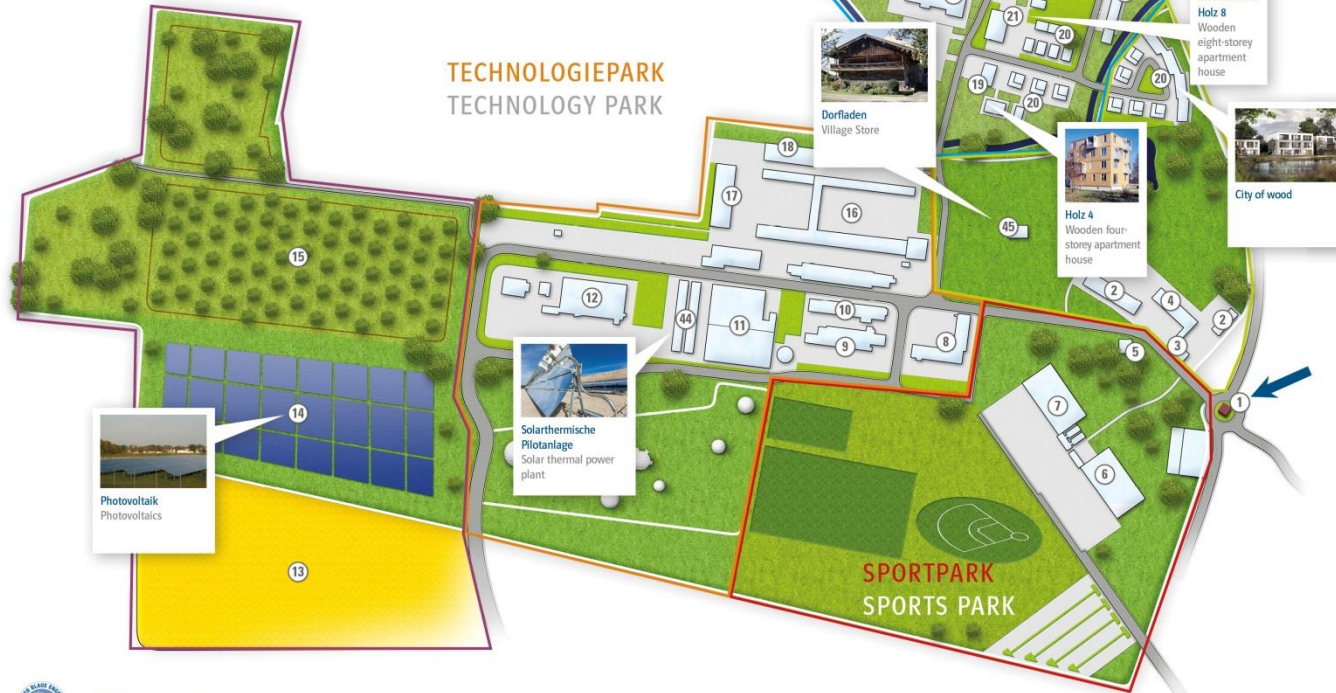 TECHNOLOGIEPARK
TECHNOLOGY PARK
Dorfladen
Village Store
Holz 8
Wooden
eight-storey
apartment
house
Holz 4
Wooden four-
storey apartment
house
City of wood
Solarthermische
Pilotanlage
Solar thermal power
plant
Photovoltaik
Photovoltaics
SPORTPARK
SPORTS PARK
21
20
20
19
20
18
17
16
45
15
2
4
2
3
5
12
44
11
10
9
8
1
7
6
14
13